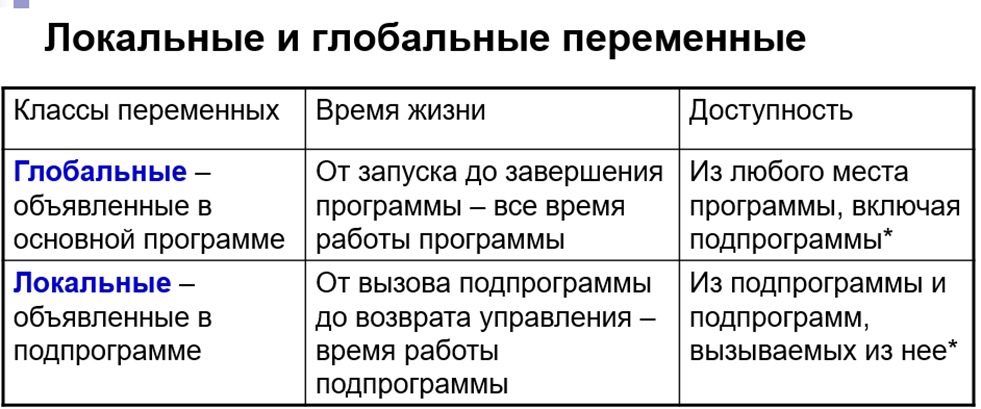 Локальные и глобальные переменные
Классы переменных
Время жизни
Доступность
Глобальные –
объявленные в
основной программе
От запуска до завершения
программы – все время
работы программы
Из любого места
программы, включая
подпрограммы*
Локальные –
объявленные в
подпрограмме
От вызова подпрограммы
до возврата управления –
время работы
подпрограммы
Из подпрограммы и
подпрограмм,
вызываемых из нее*